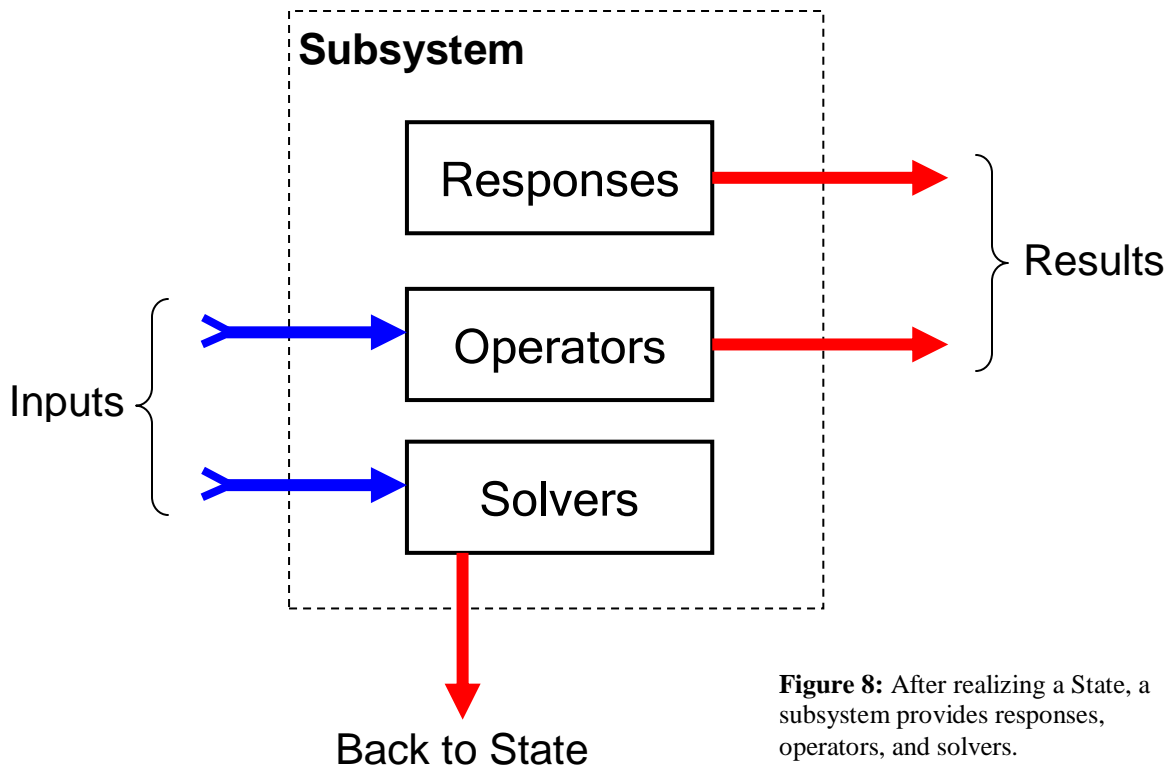 Subsystem
Responses
Results
Operators
Inputs
Solvers
Back to State
Figure 8: After realizing a State, a
subsystem provides responses,
operators, and solvers.